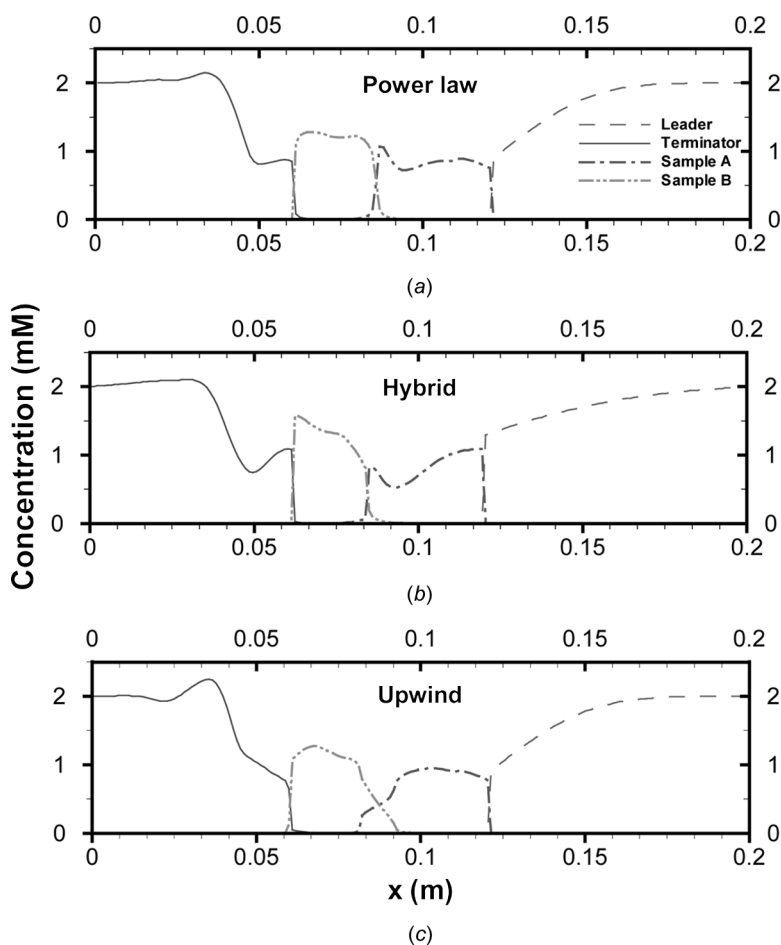 0 0.05 0.1 0.15 0.2
Power law
2 2
Leader
Terminator
1 1
Sample A
Sample B
0 0
0 0.05 0.1 0.15 0.2
(a)
0 0.05 0.1 0.15 0.2
Hybrid
2 2
1 1
0 0
0 0.05 0.1 0.15 0.2
(b)
Concentration (mM)
0 0.05 0.1 0.15 0.2
Upwind
2 2
1 1
0 0
0 0.05 0.1 0.15 0.2
x (m)
(c)